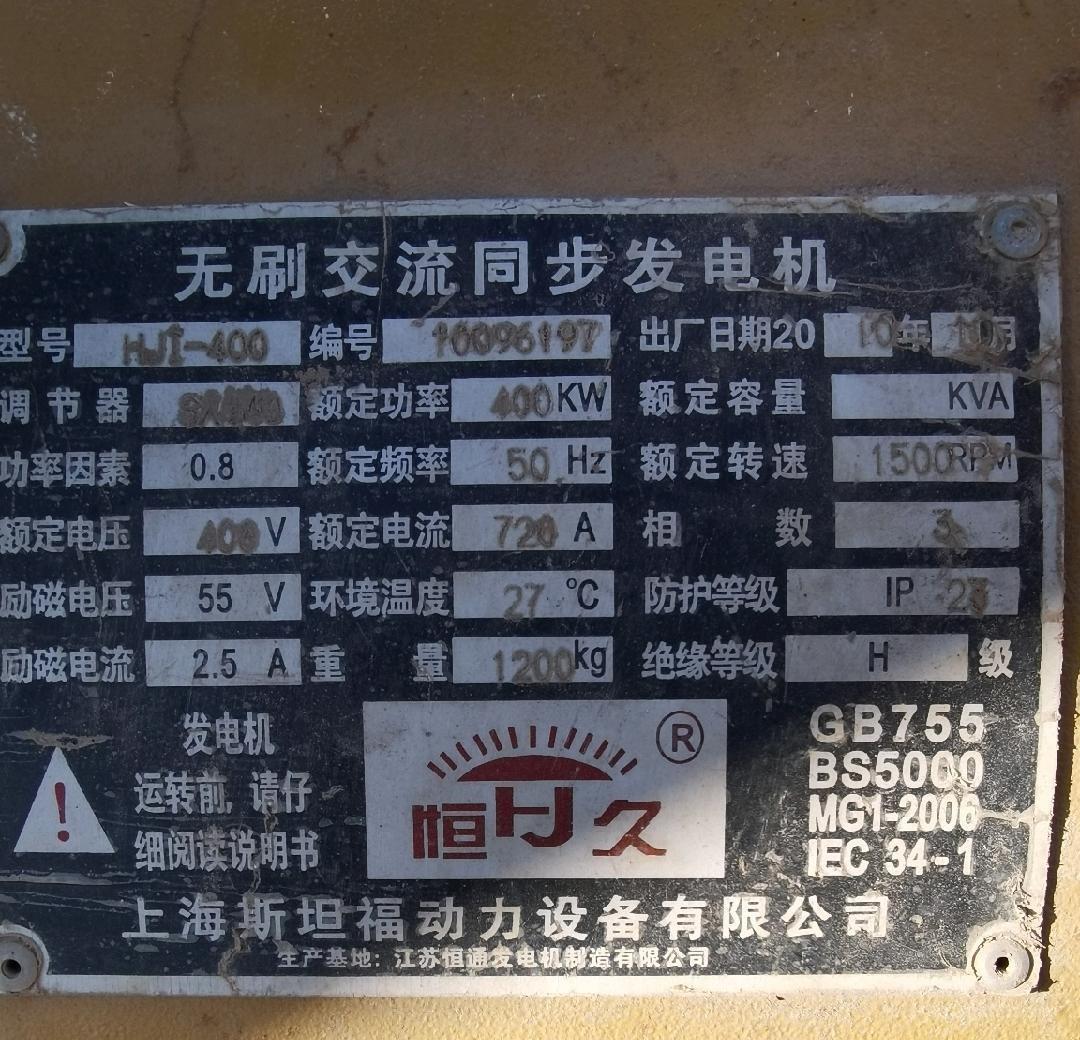 无刷交流同步发电机
型号 HJI-400 编号 10096197 出厂日期20 10年10月
调节器 额定功率 400KW 额定容量 KVA
功率因素 0.8 额定频率 50 Hz 额定转速 1500RPM
额定电压 400 V 额定电流 720 A 相数 3
励磁电压 55 V 环境温度 27 ℃ 防护等级 IP 23
励磁电流 2.5 A 重量 1200kg 绝缘等级 H 级
发电机
运转前,请仔
细阅读说明书
!
恒HJ久 ®
GB755
BS5000
MG1-2006
IEC 34-1
上海斯坦福动力设备有限公司
生产基地：江苏恒通发电机制造有限公司